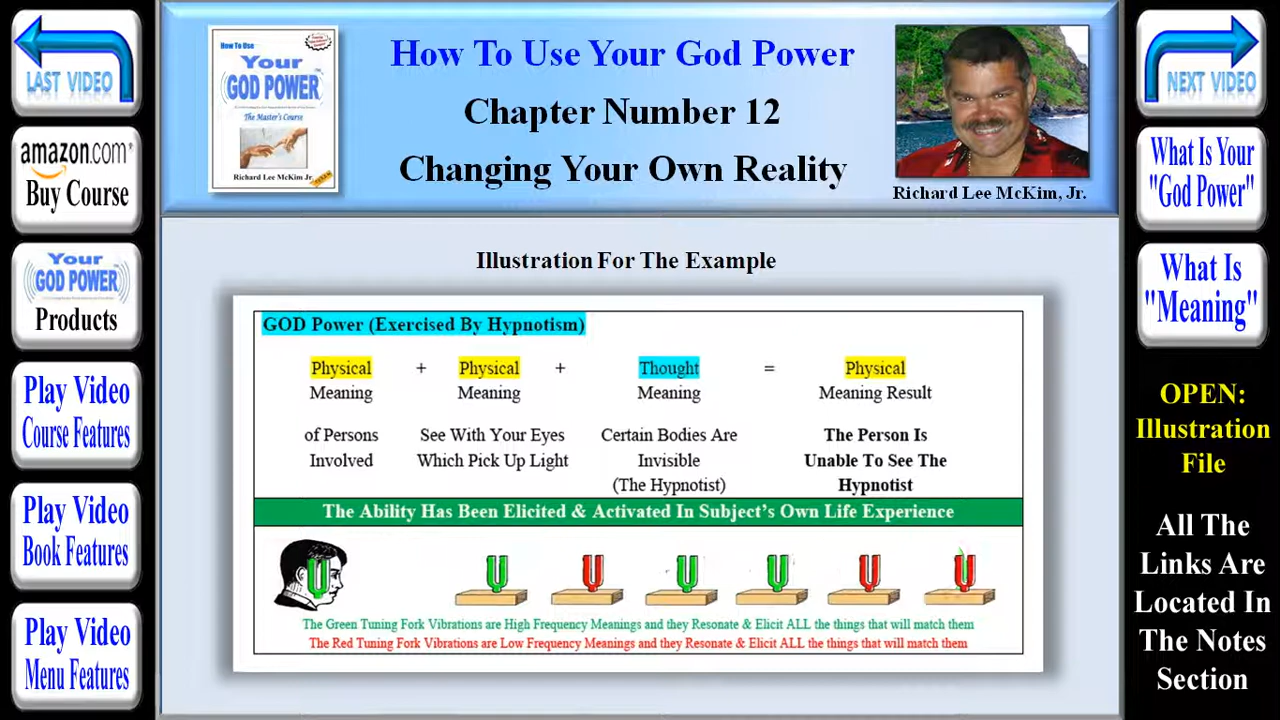 LAST VIDEO
amazon.com
Buy Course
Your
GOD POWER
Products
Play Video
Course Features
Play Video
Book Features
Play Video
Menu Features
How To Use
Your
GOD POWER
The Master's Course
Richard Lee McKim Jr.
How To Use Your God Power
Chapter Number 12
Changing Your Own Reality
Richard Lee McKim, Jr.
Illustration For The Example
GOD Power (Exercised By Hypnotism)
Physical + Physical + Thought = Physical
Meaning Meaning Meaning Meaning Result
of Persons See With Your Eyes Certain Bodies Are The Person Is
Involved Which Pick Up Light Invisible Unable To See The
(The Hypnotist) Hypnotist
The Ability Has Been Elicited & Activated In Subject's Own Life Experience
The Green Tuning Fork Vibrations are High Frequency Meanings and they Resonate & Elicit ALL the things that will match them
The Red Tuning Fork Vibrations are Low Frequency Meanings and they Resonate & Elicit ALL the things that will match them
NEXT VIDEO
What Is Your
"God Power"
What Is
"Meaning"
OPEN:
Illustration
File
All The
Links Are
Located In
The Notes
Section